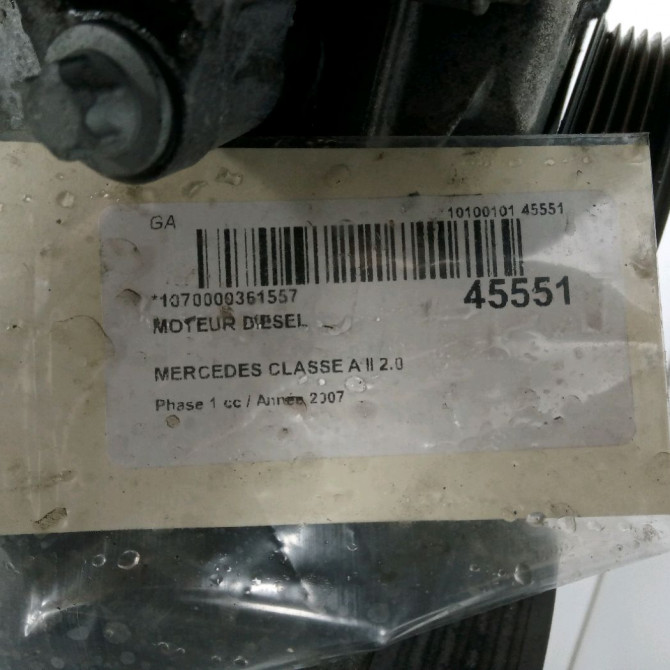 GA
10100101 45551
*1070000361557
45551
MOTEUR DIESEL
MERCEDES CLASSE A II 2.0
Phase 1 cc / Année 2007